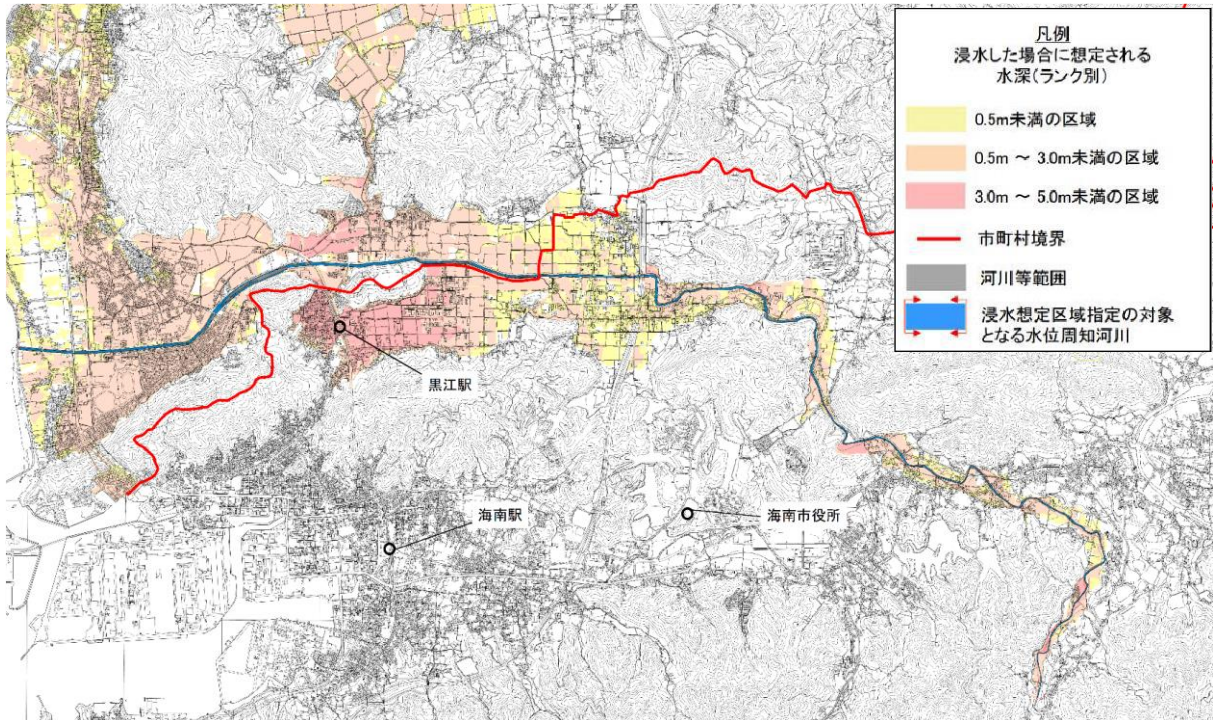 凡例
浸水した場合に想定される
水深(ランク別)
0.5m未満の区域
0.5m ～ 3.0m未満の区域
3.0m ～ 5.0m未満の区域
市町村境界
河川等範囲
浸水想定区域指定の対象
となる水位周知河川
黒江駅
海南駅
海南市役所